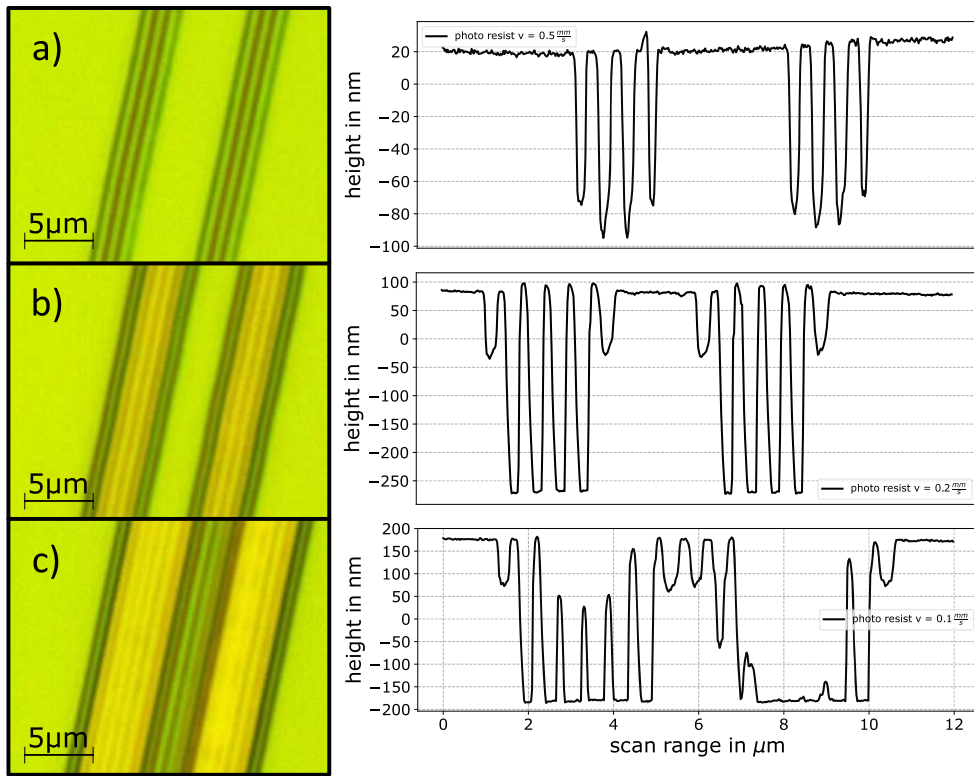 a)
5µm
b)
5µm
c)
5µm
height in nm
20
0
−20
−40
−60
−80
−100
photo resist v = 0.5 mm/s
height in nm
100
50
0
−50
−100
−150
−200
−250
photo resist v = 0.2 mm/s
height in nm
200
150
100
50
0
−50
−100
−150
−200
photo resist v = 0.1 mm/s
0 2 4 6 8 10 12
scan range in µm